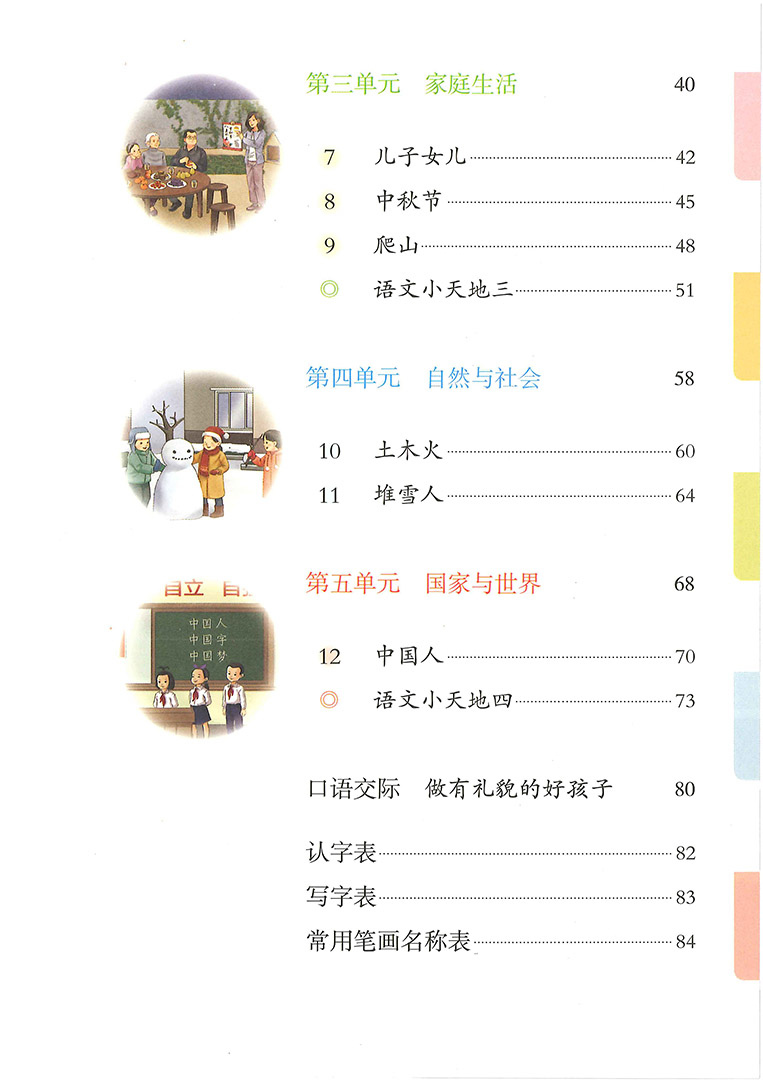 第三单元 家庭生活 40
7 儿子女儿 42
8 中秋节 45
9 爬山 48
◎ 语文小天地三 51
第四单元 自然与社会 58
10 土木火 60
11 堆雪人 64
第五单元 国家与世界 68
自立 自
中国人
中国字
中国梦
12 中国人 70
◎ 语文小天地四 73
口语交际 做有礼貌的好孩子 80
认字表 82
写字表 83
常用笔画名称表 84